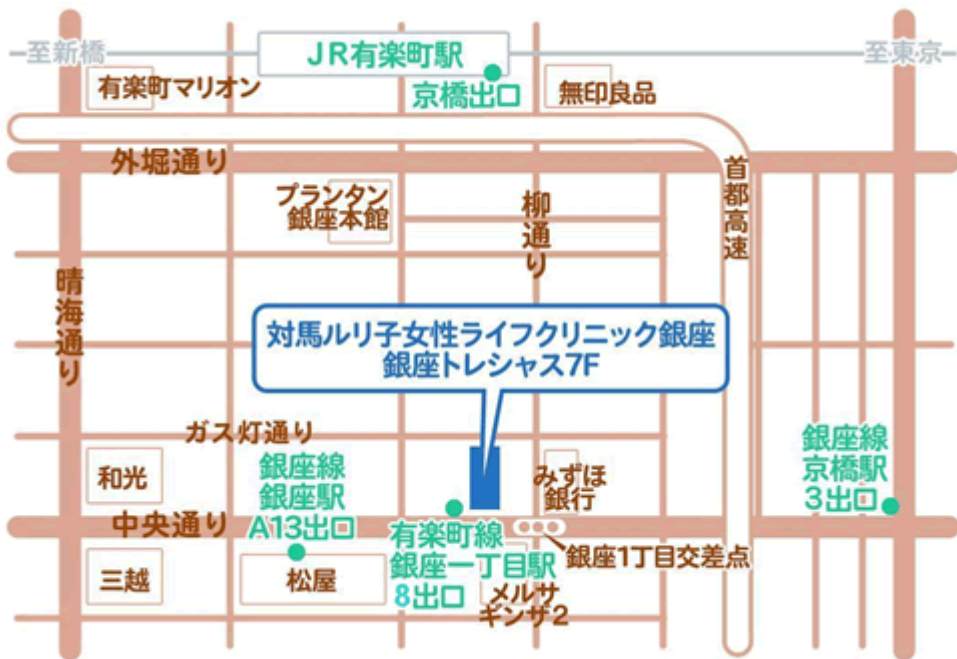 至新橋
JR有楽町駅
至東京
有楽町マリオン
京橋出口
無印良品
外堀通り
首都高速
プランタン
銀座本館
柳通り
晴海通り
対馬ルリ子女性ライフクリニック銀座
銀座トレシャス7F
ガス灯通り
和光
銀座線
銀座駅
A13出口
みずほ
銀行
銀座線
京橋駅
3出口
中央通り
有楽町線
銀座一丁目駅
8出口
銀座1丁目交差点
三越
松屋
メルサ
ギンザ2